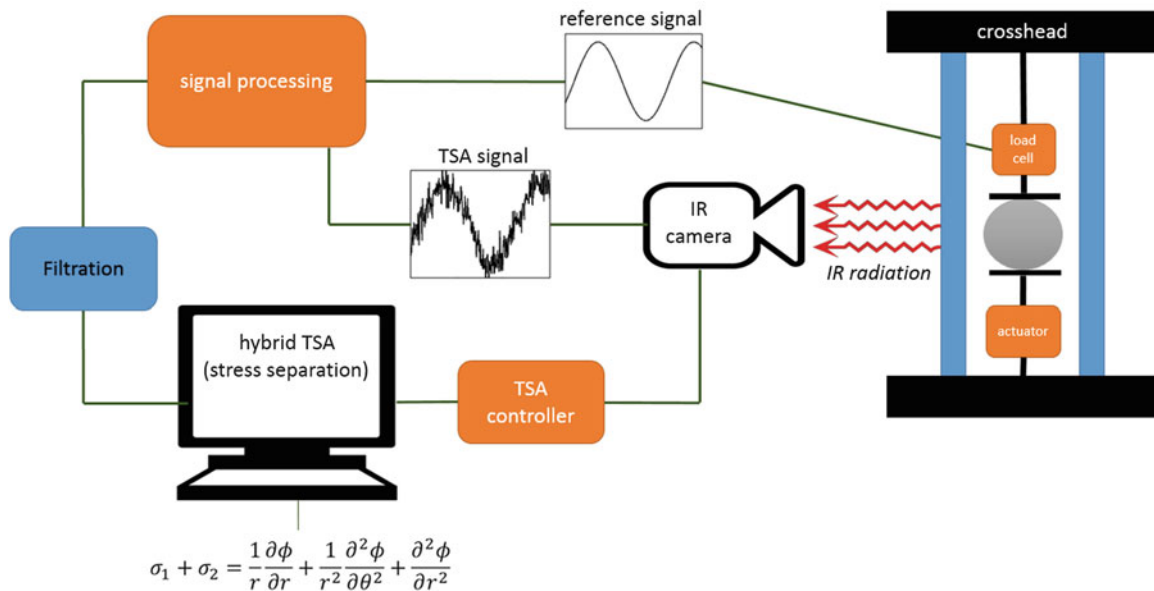 reference signal
crosshead
signal processing
load
cell
TSA signal
IR
camera
IR radiation
Filtration
actuator
hybrid TSA
(stress separation)
TSA
controller
σ₁ + σ₂ = 1/r ∂ϕ/∂r + 1/r² ∂²ϕ/∂θ² + ∂²ϕ/∂r²